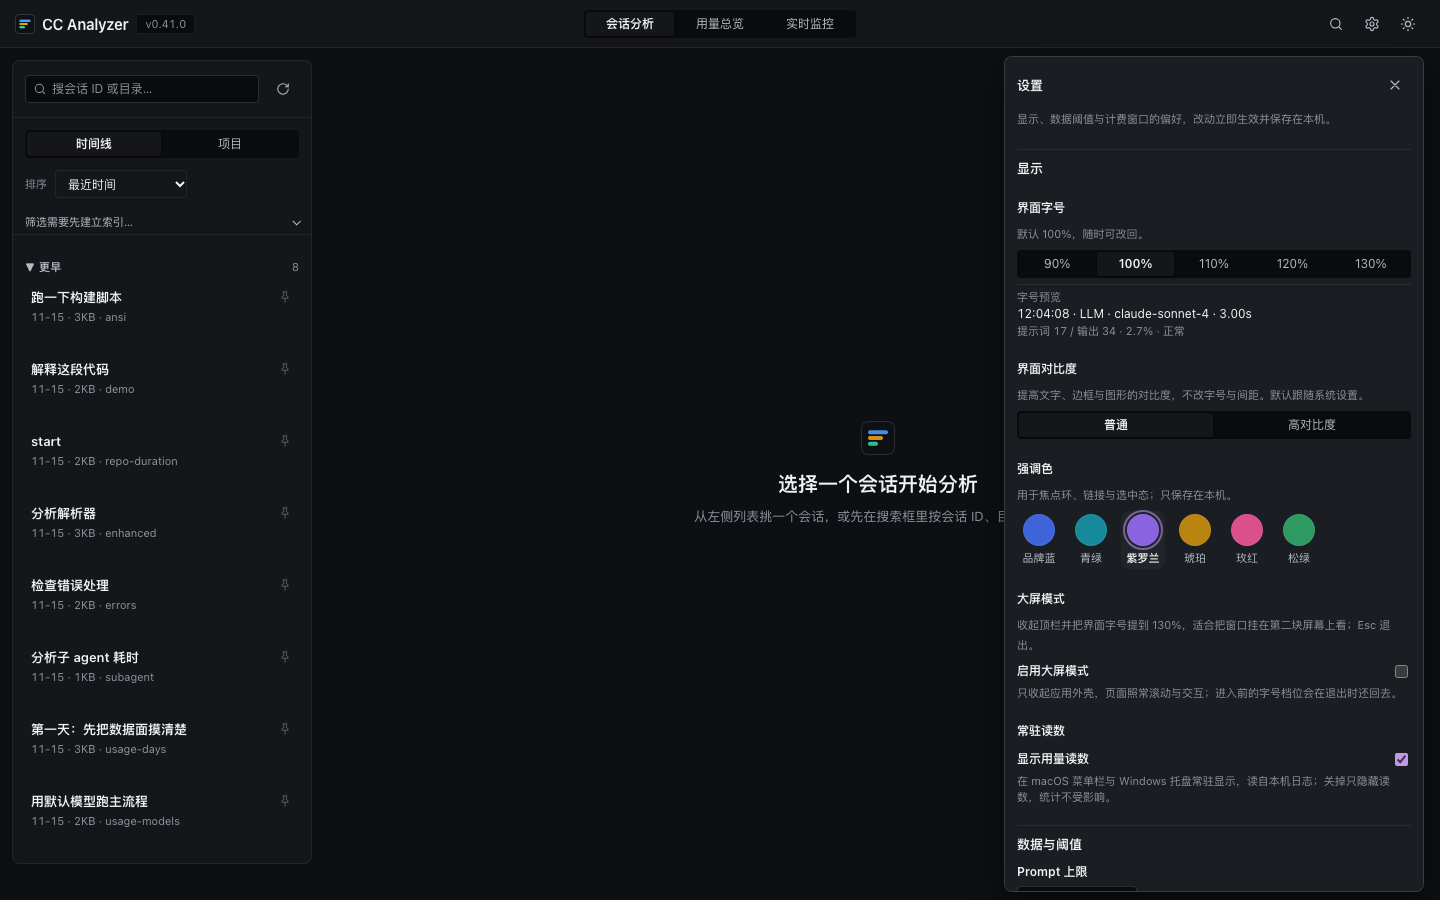 CC Analyzer v0.41.0
会话分析 用量总览 实时监控
搜会话 ID 或目录...
时间线 项目
排序 最近时间
筛选需要先建立索引...
▼ 更早 8
跑一下构建脚本
11-15 · 3KB · ansi
解释这段代码
11-15 · 2KB · demo
start
11-15 · 2KB · repo-duration
分析解析器
11-15 · 3KB · enhanced
检查错误处理
11-15 · 2KB · errors
分析子 agent 耗时
11-15 · 1KB · subagent
第一天：先把数据面摸清楚
11-15 · 3KB · usage-days
用默认模型跑主流程
11-15 · 2KB · usage-models
选择一个会话开始分析
从左侧列表挑一个会话，或先在搜索框里按会话 ID、
设置
显示、数据阈值与计费窗口的偏好，改动立即生效并保存在本机。
显示
界面字号
默认 100%，随时可改回。
90% 100% 110% 120% 130%
字号预览
12:04:08 · LLM · claude-sonnet-4 · 3.00s
提示词 17 / 输出 34 · 2.7% · 正常
界面对比度
提高文字、边框与图形的对比度，不改字号与间距。默认跟随系统设置。
普通 高对比度
强调色
用于焦点环、链接与选中态；只保存在本机。
品牌蓝 青绿 紫罗兰 琥珀 玫红 松绿
大屏模式
收起顶栏并把界面字号提到 130%，适合把窗口挂在第二块屏幕上看；Esc 退
出。
启用大屏模式
只收起应用外壳，页面照常滚动与交互；进入前的字号档位会在退出时还回去。
常驻读数
显示用量读数
在 macOS 菜单栏与 Windows 托盘常驻显示，读自本机日志；关掉只隐藏读
数，统计不受影响。
数据与阈值
Prompt 上限